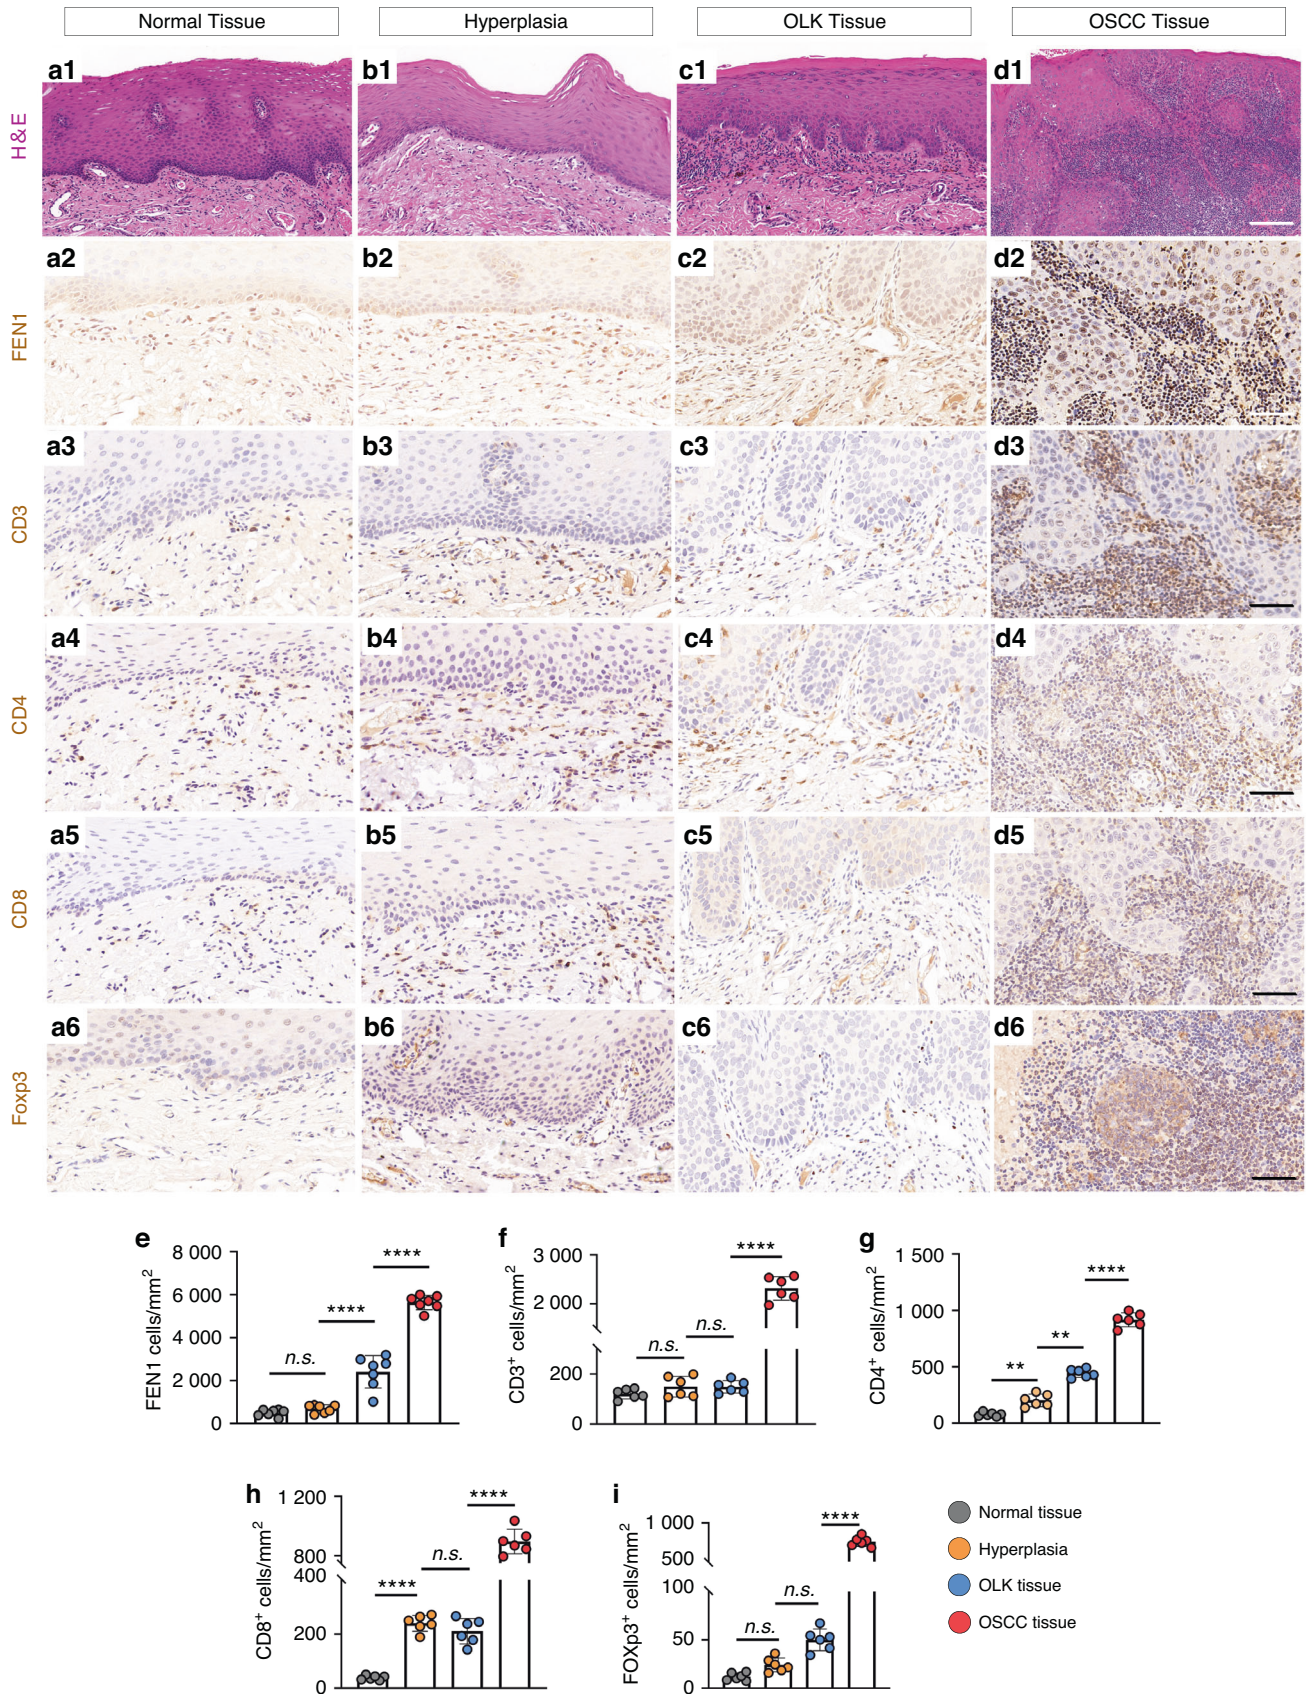 Normal Tissue
Hyperplasia
OLK Tissue
OSCC Tissue
H&E
a1
b1
c1
d1
FEN1
a2
b2
c2
d2
CD3
a3
b3
c3
d3
CD4
a4
b4
c4
d4
CD8
a5
b5
c5
d5
Foxp3
a6
b6
c6
d6
e
FEN1 cells/mm²
8 000
6 000
4 000
2 000
0
n.s.
****
****
f
CD3⁺ cells/mm²
3 000
2 000
200
0
n.s.
n.s.
****
g
CD4⁺ cells/mm²
1 500
1 000
500
0
**
**
****
h
CD8⁺ cells/mm²
1 200
800
400
200
0
****
n.s.
****
i
FOXp3⁺ cells/mm²
1 000
500
100
50
0
n.s.
n.s.
****
Normal tissue
Hyperplasia
OLK tissue
OSCC tissue